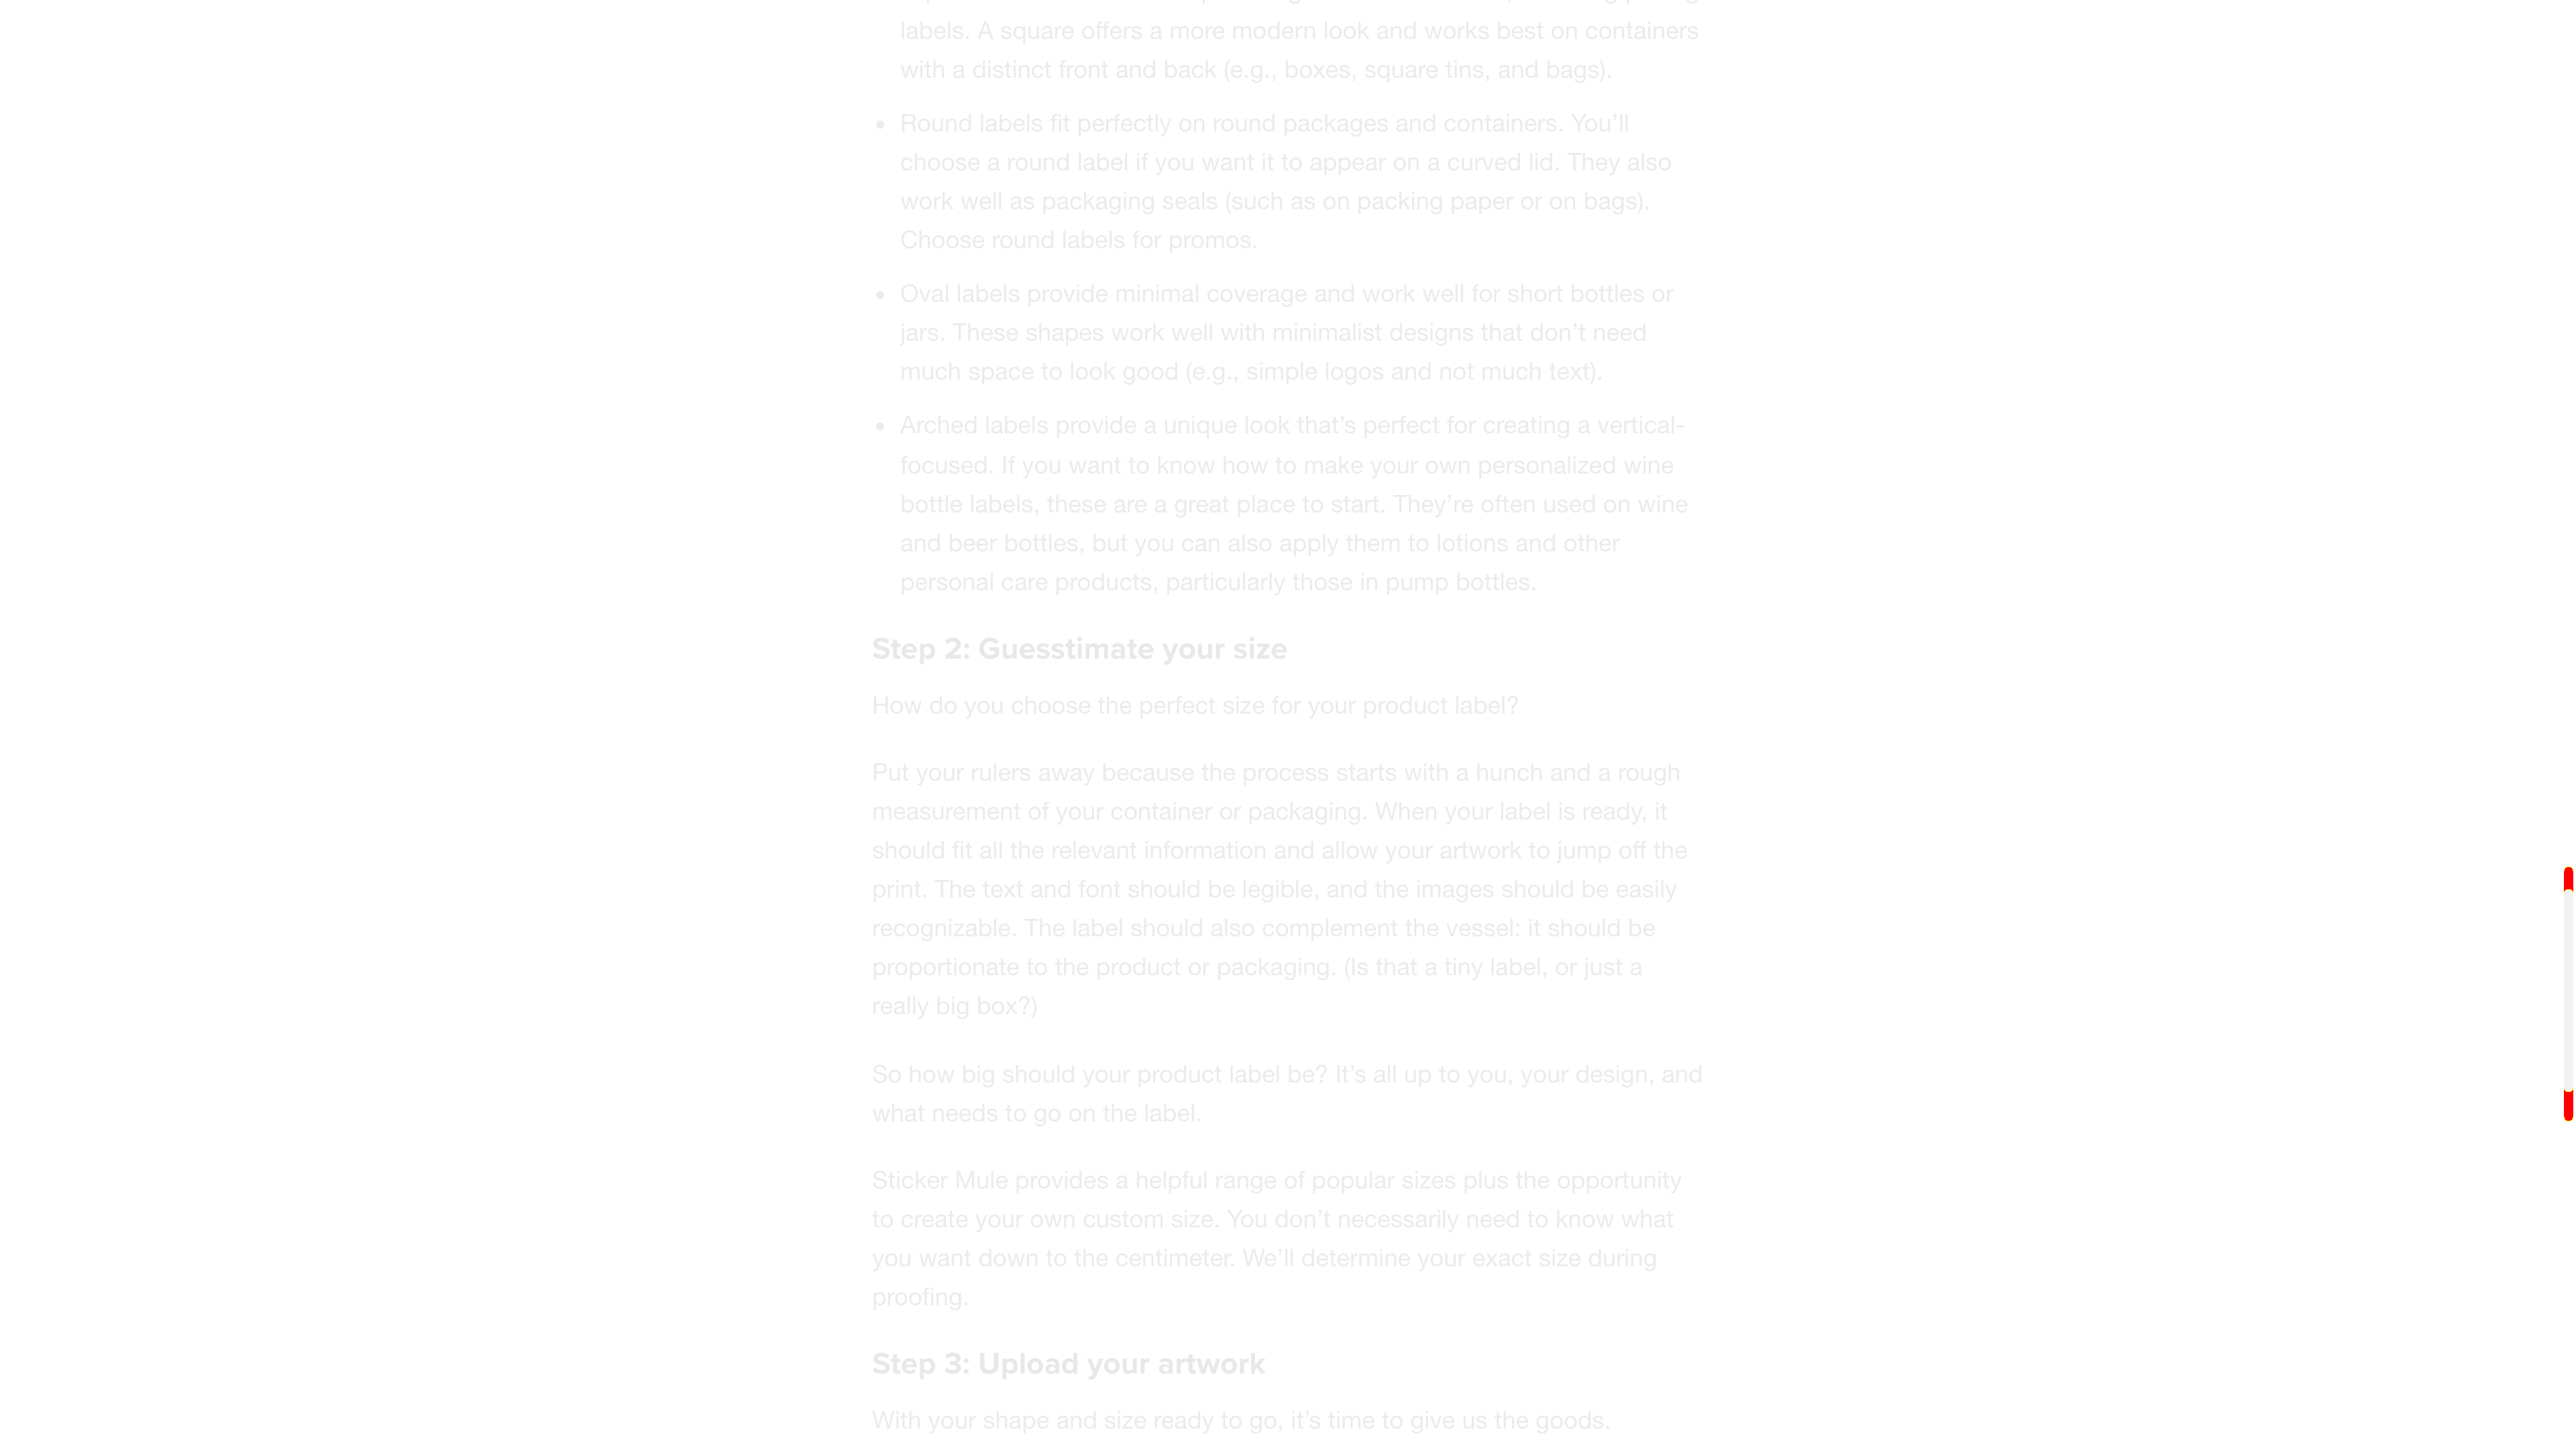 labels. A square offers a more modern look and works best on containers
with a distinct front and back (e.g., boxes, square tins, and bags).
• Round labels fit perfectly on round packages and containers. You’ll
choose a round label if you want it to appear on a curved lid. They also
work well as packaging seals (such as on packing paper or on bags).
Choose round labels for promos.
• Oval labels provide minimal coverage and work well for short bottles or
jars. These shapes work well with minimalist designs that don’t need
much space to look good (e.g., simple logos and not much text).
• Arched labels provide a unique look that’s perfect for creating a vertical-
focused. If you want to know how to make your own personalized wine
bottle labels, these are a great place to start. They’re often used on wine
and beer bottles, but you can also apply them to lotions and other
personal care products, particularly those in pump bottles.
Step 2: Guesstimate your size
How do you choose the perfect size for your product label?
Put your rulers away because the process starts with a hunch and a rough
measurement of your container or packaging. When your label is ready, it
should fit all the relevant information and allow your artwork to jump off the
print. The text and font should be legible, and the images should be easily
recognizable. The label should also complement the vessel: it should be
proportionate to the product or packaging. (Is that a tiny label, or just a
really big box?)
So how big should your product label be? It’s all up to you, your design, and
what needs to go on the label.
Sticker Mule provides a helpful range of popular sizes plus the opportunity
to create your own custom size. You don’t necessarily need to know what
you want down to the centimeter. We’ll determine your exact size during
proofing.
Step 3: Upload your artwork
With your shape and size ready to go, it’s time to give us the goods.